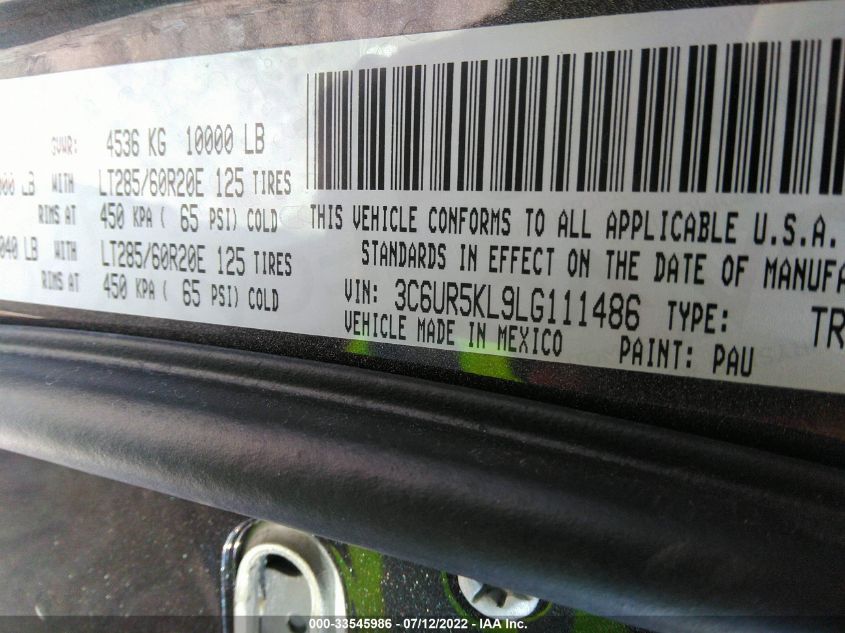 GVWR: 4536 KG 10000 LB
LB WITH LT285/60R20E 125 TIRES
RIMS AT 450 KPA ( 65 PSI) COLD
040 LB WITH LT285/60R20E 125 TIRES
RIMS AT 450 KPA ( 65 PSI) COLD
THIS VEHICLE CONFORMS TO ALL APPLICABLE U.S.A.
STANDARDS IN EFFECT ON THE DATE OF MANUFA
VIN: 3C6UR5KL9LG111486 TYPE: TR
VEHICLE MADE IN MEXICO PAINT: PAU
000-33545986 - 07/12/2022 - IAA Inc.